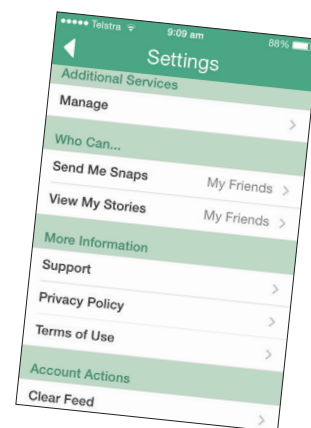 Telstra 9:09 am 88%
Settings
Additional Services
Manage
Who Can...
Send Me Snaps My Friends
View My Stories My Friends
More Information
Support
Privacy Policy
Terms of Use
Account Actions
Clear Feed